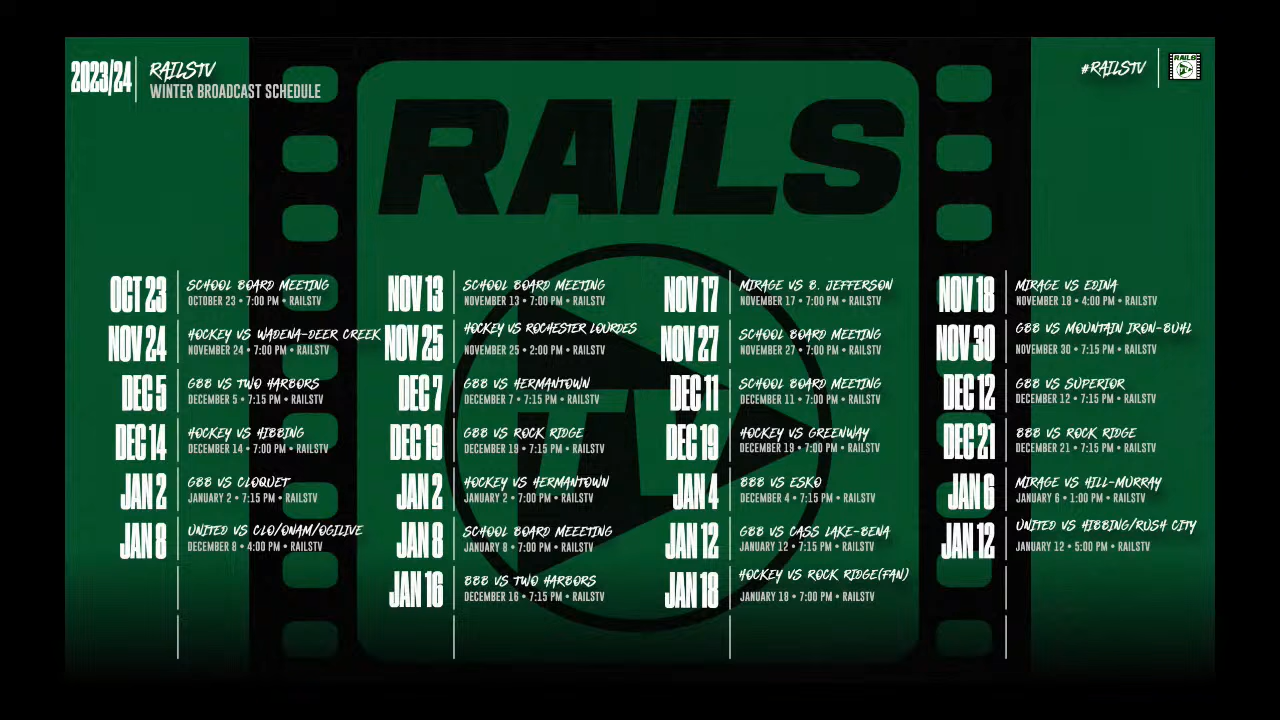 2023/24
RAILSTV
WINTER BROADCAST SCHEDULE
#RAILSTV
RAILS
TV
RAILS
TV
OCT 23
SCHOOL BOARD MEETING
OCTOBER 23 • 7:00 PM • RAILSTV
NOV 13
SCHOOL BOARD MEETING
NOVEMBER 13 • 7:00 PM • RAILSTV
NOV 17
MIRAGE VS B. JEFFERSON
NOVEMBER 17 • 7:00 PM • RAILSTV
NOV 18
MIRAGE VS EDINA
NOVEMBER 18 • 4:00 PM • RAILSTV
NOV 24
HOCKEY VS WADENA-DEER CREEK
NOVEMBER 24 • 7:00 PM • RAILSTV
NOV 25
HOCKEY VS ROCHESTER LOURDES
NOVEMBER 25 • 2:00 PM • RAILSTV
NOV 27
SCHOOL BOARD MEETING
NOVEMBER 27 • 7:00 PM • RAILSTV
NOV 30
GBB VS MOUNTAIN IRON-BUHL
NOVEMBER 30 • 7:15 PM • RAILSTV
DEC 5
GBB VS TWO HARBORS
DECEMBER 5 • 7:15 PM • RAILSTV
DEC 7
GBB VS HERMANTOWN
DECEMBER 7 • 7:15 PM • RAILSTV
DEC 11
SCHOOL BOARD MEETING
DECEMBER 11 • 7:00 PM • RAILSTV
DEC 12
GBB VS SUPERIOR
DECEMBER 12 • 7:15 PM • RAILSTV
DEC 14
HOCKEY VS HIBBING
DECEMBER 14 • 7:00 PM • RAILSTV
DEC 19
GBB VS ROCK RIDGE
DECEMBER 19 • 7:15 PM • RAILSTV
DEC 19
HOCKEY VS GREENWAY
DECEMBER 19 • 7:00 PM • RAILSTV
DEC 21
BBB VS ROCK RIDGE
DECEMBER 21 • 7:15 PM • RAILSTV
JAN 2
GBB VS CLOQUET
JANUARY 2 • 7:15 PM • RAILSTV
JAN 2
HOCKEY VS HERMANTOWN
JANUARY 2 • 7:00 PM • RAILSTV
JAN 4
BBB VS ESKO
DECEMBER 4 • 7:15 PM • RAILSTV
JAN 6
MIRAGE VS HILL-MURRAY
JANUARY 6 • 1:00 PM • RAILSTV
JAN 8
UNITED VS CLO/ONAM/OGILIVE
DECEMBER 8 • 4:00 PM • RAILSTV
JAN 8
SCHOOL BOARD MEEETING
JANUARY 8 • 7:00 PM • RAILSTV
JAN 12
GBB VS CASS LAKE-BENA
JANUARY 12 • 7:15 PM • RAILSTV
JAN 12
UNITED VS HIBBING/RUSH CITY
JANUARY 12 • 5:00 PM • RAILSTV
JAN 16
BBB VS TWO HARBORS
DECEMBER 16 • 7:15 PM • RAILSTV
JAN 18
HOCKEY VS ROCK RIDGE(FAN)
JANUARY 18 • 7:00 PM • RAILSTV